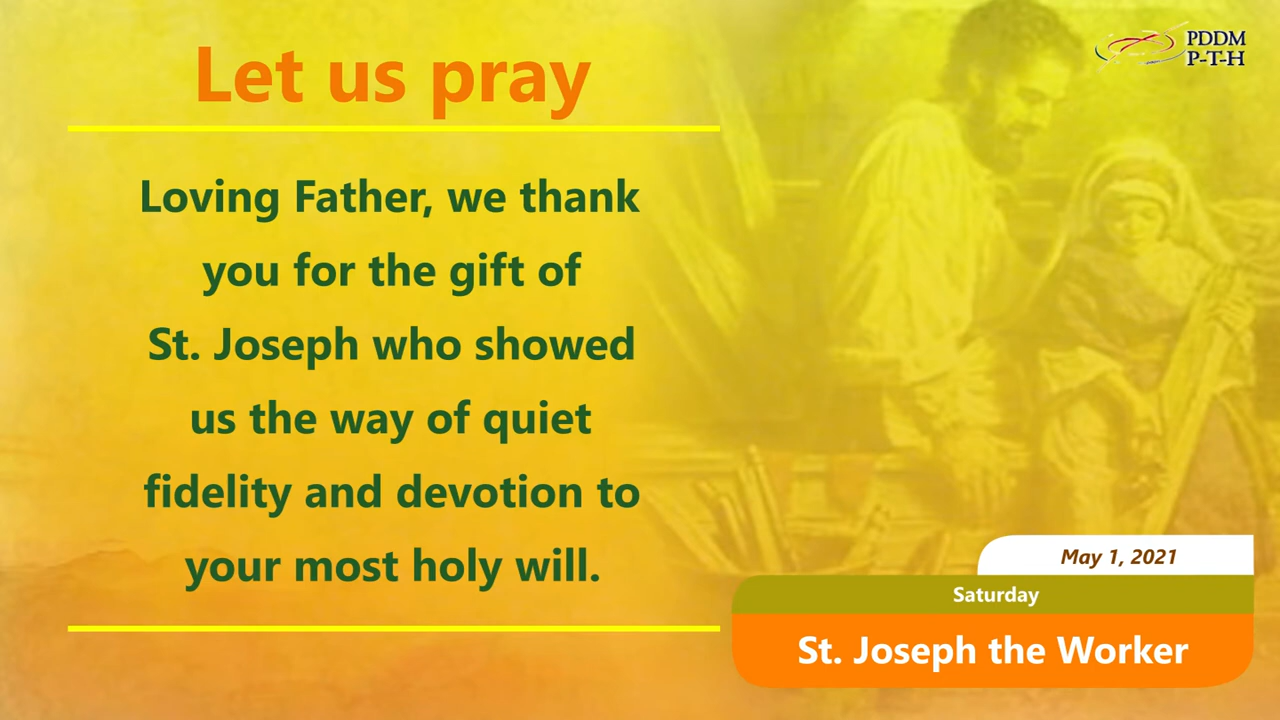 Let us pray
Loving Father, we thank
you for the gift of
St. Joseph who showed
us the way of quiet
fidelity and devotion to
your most holy will.
PDDM
P-T-H
May 1, 2021
Saturday
St. Joseph the Worker